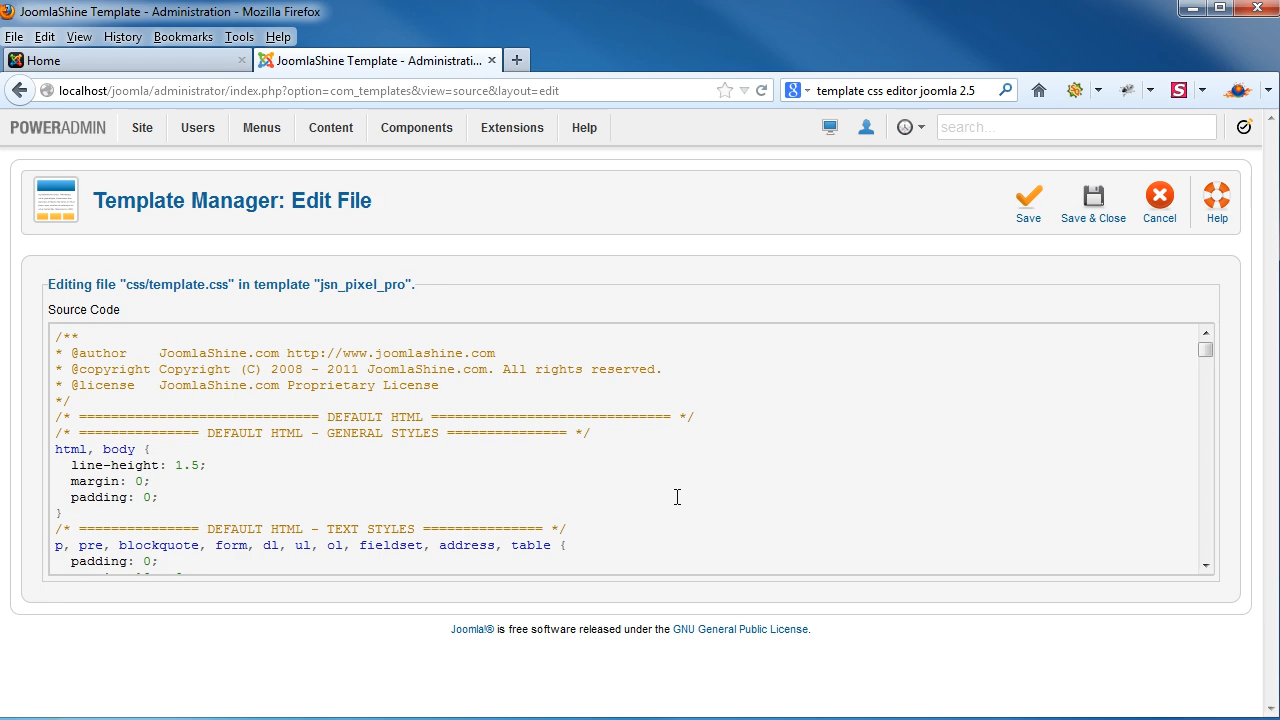 JoomlaShine Template - Administration - Mozilla Firefox
File Edit View History Bookmarks Tools Help
Home
JoomlaShine Template - Administrati...
localhost/joomla/administrator/index.php?option=com_templates&view=source&layout=edit
template css editor joomla 2.5
POWERADMIN Site Users Menus Content Components Extensions Help search...
Template Manager: Edit File
Save Save & Close Cancel Help
Editing file "css/template.css" in template "jsn_pixel_pro".
Source Code
/**
* @author    JoomlaShine.com http://www.joomlashine.com
* @copyright Copyright (C) 2008 - 2011 JoomlaShine.com. All rights reserved.
* @license   JoomlaShine.com Proprietary License
*/
/* ============================== DEFAULT HTML ============================== */
/* =============== DEFAULT HTML - GENERAL STYLES =============== */
html, body {
  line-height: 1.5;
  margin: 0;
  padding: 0;
}
/* =============== DEFAULT HTML - TEXT STYLES =============== */
p, pre, blockquote, form, dl, ul, ol, fieldset, address, table {
  padding: 0;
Joomla!® is free software released under the GNU General Public License.